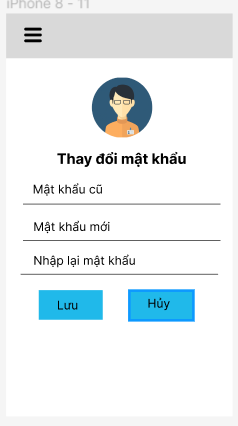 iPhone 8 - 11
Thay đổi mật khẩu
Mật khẩu cũ
Mật khẩu mới
Nhập lại mật khẩu
Lưu
Hủy